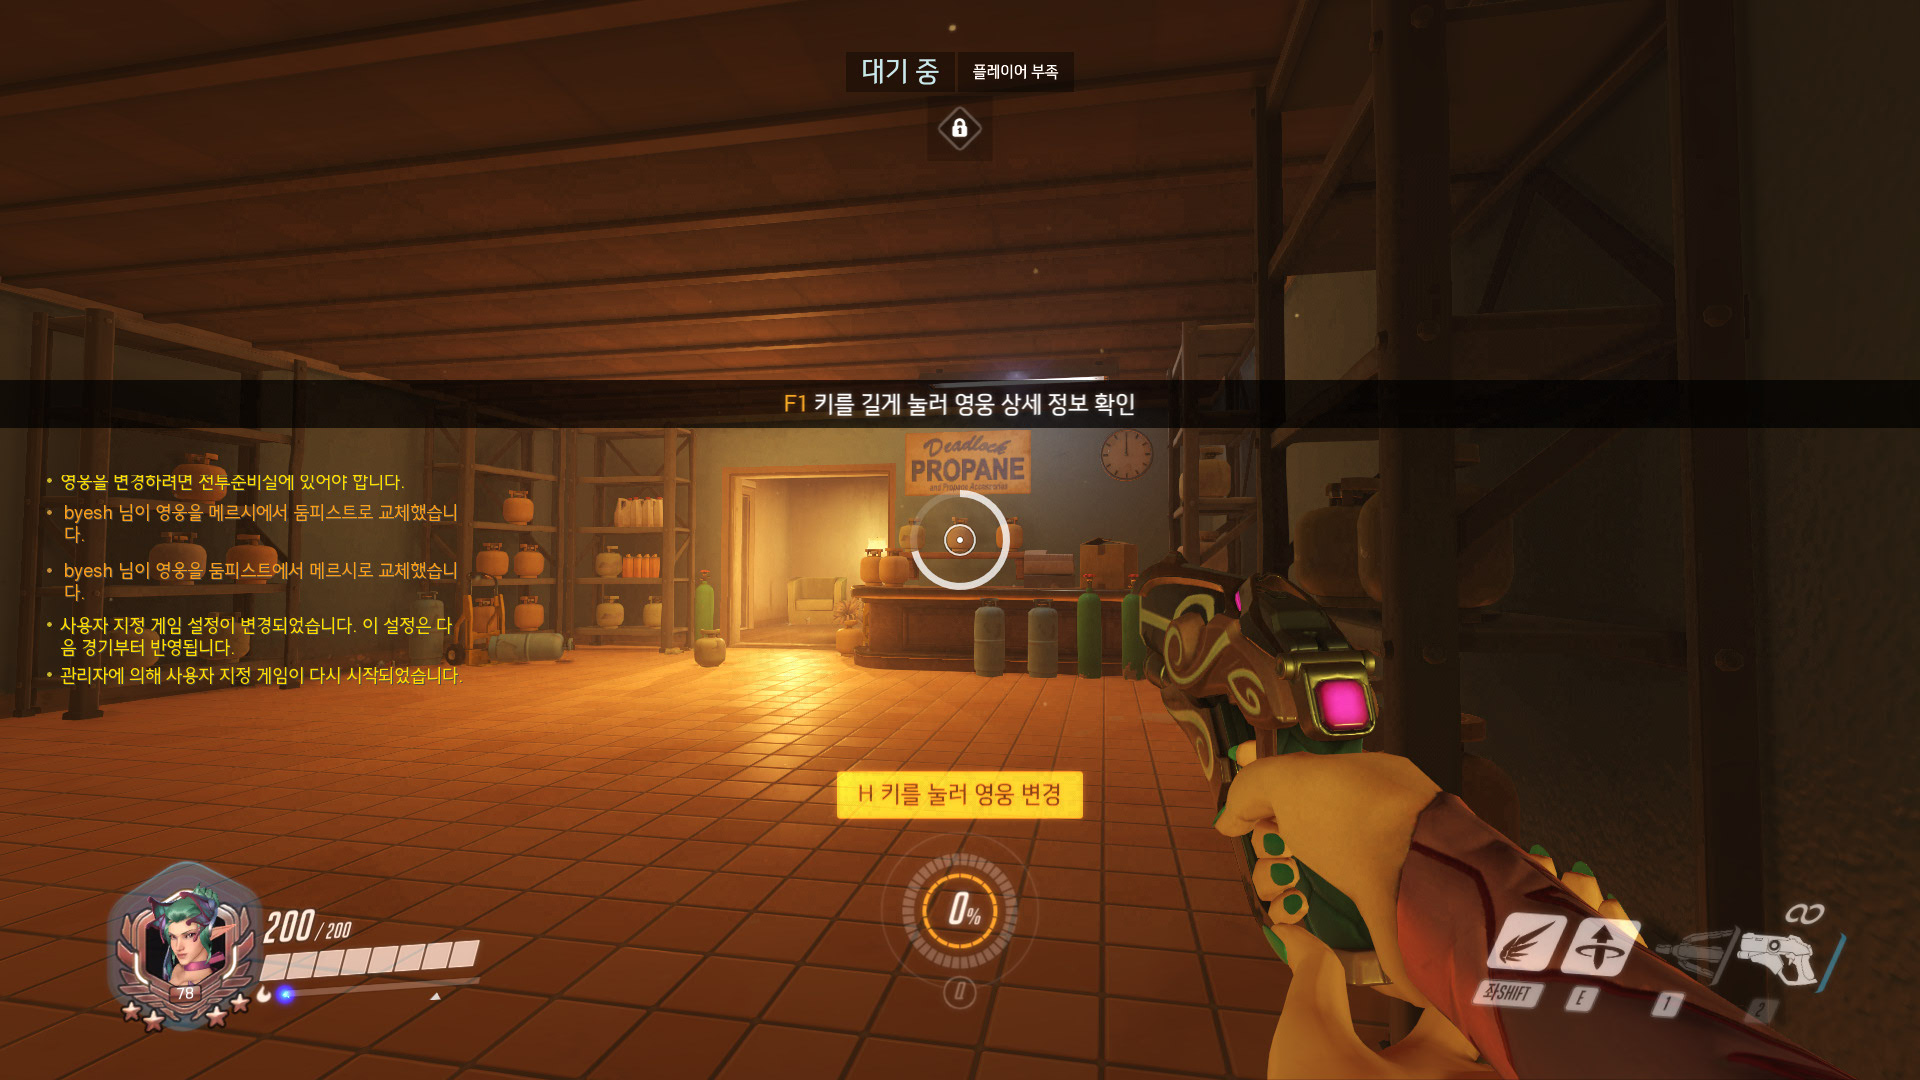 대기 중
플레이어 부족
F1 키를 길게 눌러 영웅 상세 정보 확인
Deadlock
PROPANE
and Propane Accessories
• 영웅을 변경하려면 전투준비실에 있어야 합니다.
• byesh 님이 영웅을 메르시에서 둠피스트로 교체했습니
다.
• byesh 님이 영웅을 둠피스트에서 메르시로 교체했습니
다.
• 사용자 지정 게임 설정이 변경되었습니다. 이 설정은 다
음 경기부터 반영됩니다.
• 관리자에 의해 사용자 지정 게임이 다시 시작되었습니다.
H 키를 눌러 영웅 변경
200 / 200
78
0%
Q
좌SHIFT
E
1
2